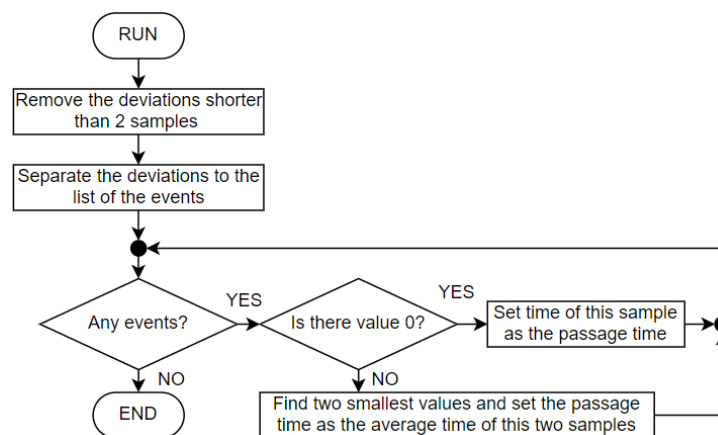 RUN
Remove the deviations shorter
than 2 samples
Separate the deviations to the
list of the events
Any events?
YES
Is there value 0?
YES
Set time of this sample
as the passage time
NO
END
NO
Find two smallest values and set the passage
time as the average time of this two samples